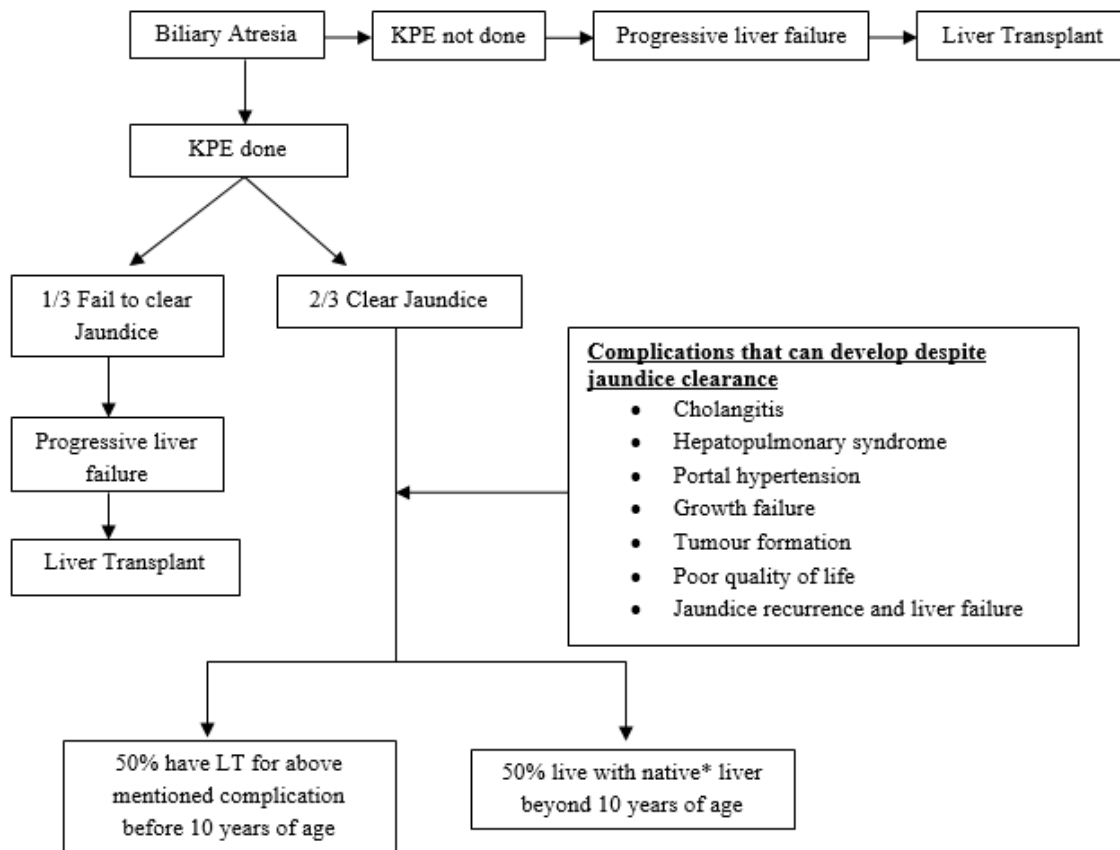 Biliary Atresia
KPE not done
Progressive liver failure
Liver Transplant
KPE done
1/3 Fail to clear
Jaundice
2/3 Clear Jaundice
Progressive liver
failure
Liver Transplant
Complications that can develop despite
jaundice clearance
• Cholangitis
• Hepatopulmonary syndrome
• Portal hypertension
• Growth failure
• Tumour formation
• Poor quality of life
• Jaundice recurrence and liver failure
50% have LT for above
mentioned complication
before 10 years of age
50% live with native* liver
beyond 10 years of age